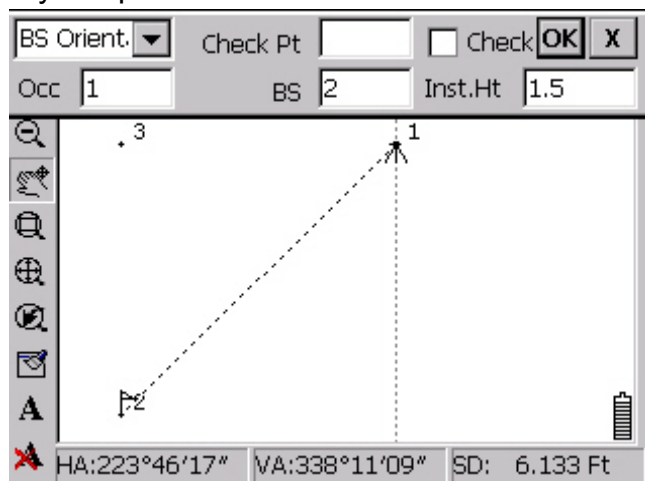 BS Orient. Check Pt Check OK X
Occ 1 BS 2 Inst.Ht 1.5
3 1
2
A
A
HA:223°46'17" VA:338°11'09" SD: 6.133 Ft